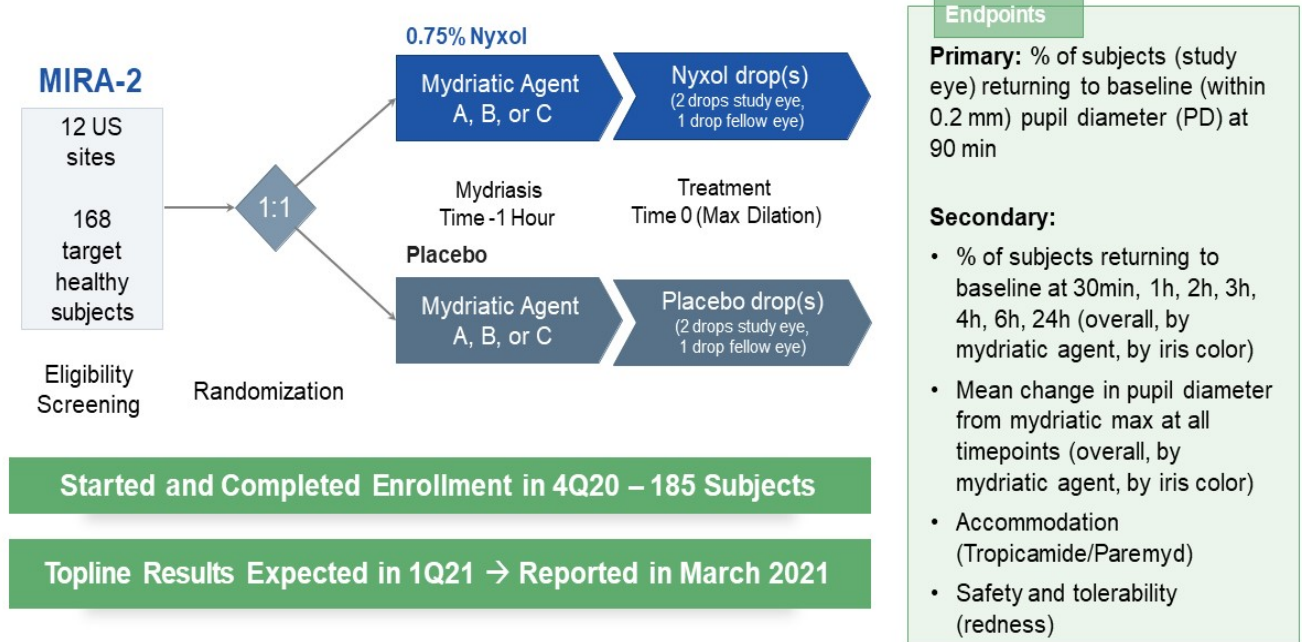 MIRA-2
12 US
sites
168
target
healthy
subjects
Eligibility
Screening
1:1
Randomization
0.75% Nyxol
Mydriatic Agent
A, B, or C
Nyxol drop(s)
(2 drops study eye,
1 drop fellow eye)
Mydriasis
Time -1 Hour
Treatment
Time 0 (Max Dilation)
Placebo
Mydriatic Agent
A, B, or C
Placebo drop(s)
(2 drops study eye,
1 drop fellow eye)
Started and Completed Enrollment in 4Q20 – 185 Subjects
Topline Results Expected in 1Q21 → Reported in March 2021
Endpoints
Primary: % of subjects (study
eye) returning to baseline (within
0.2 mm) pupil diameter (PD) at
90 min
Secondary:
• % of subjects returning to
baseline at 30min, 1h, 2h, 3h,
4h, 6h, 24h (overall, by
mydriatic agent, by iris color)
• Mean change in pupil diameter
from mydriatic max at all
timepoints (overall, by
mydriatic agent, by iris color)
• Accommodation
(Tropicamide/Paremyd)
• Safety and tolerability
(redness)